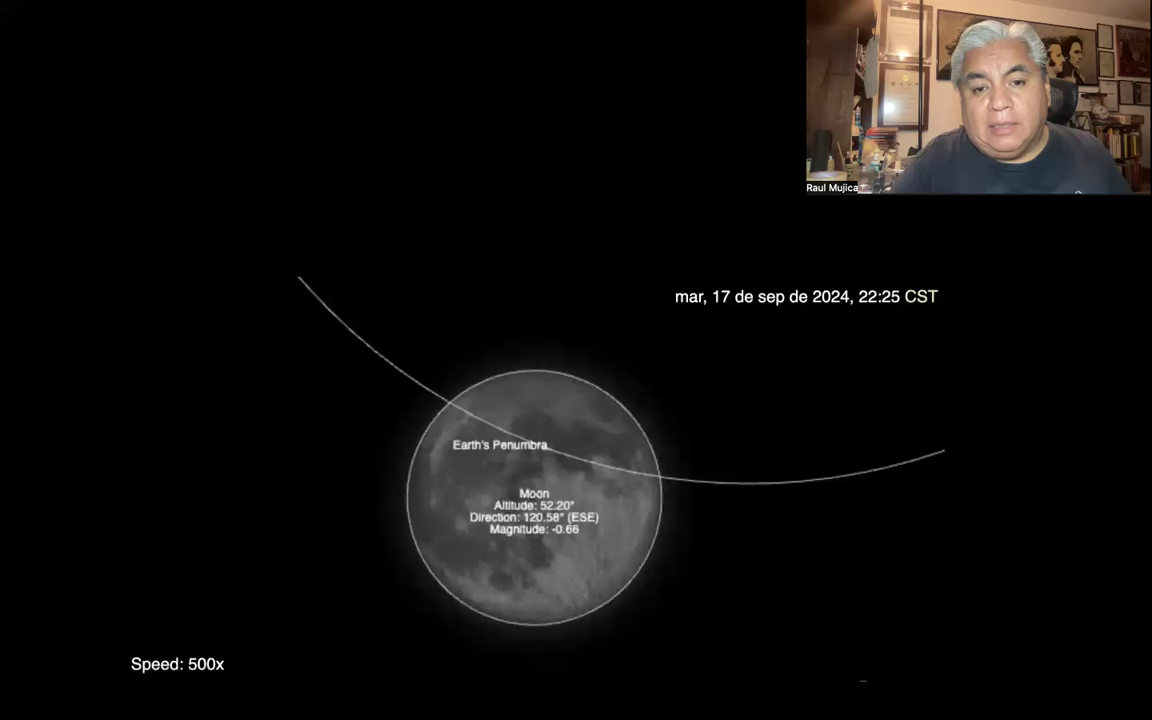 Raul Mujica
mar, 17 de sep de 2024, 22:25 CST
Earth's Penumbra
Moon
Altitude: 52.20°
Direction: 120.58° (ESE)
Magnitude: -0.66
Speed: 500x